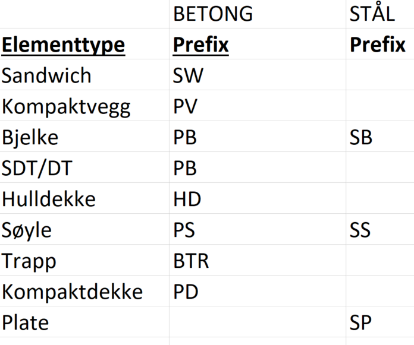 BETONG STÅL
Elementtype Prefix Prefix
Sandwich SW
Kompaktvegg PV
Bjelke PB SB
SDT/DT PB
Hulldekke HD
Søyle PS SS
Trapp BTR
Kompaktdekke PD
Plate SP